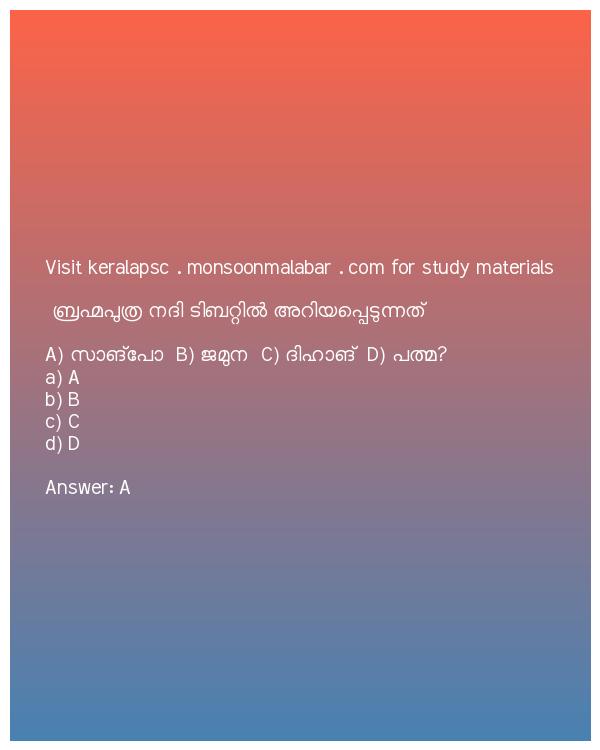 Visit keralapsc . monsoonmalabar . com for study materials
ബ്രഹ്മപുത്ര നദി ടിബറ്റിൽ അറിയപ്പെടുന്നത്
A) സാങ്പോ B) ജമുന C) ദിഹാങ് D) പത്മ?
a) A
b) B
c) C
d) D
Answer: A